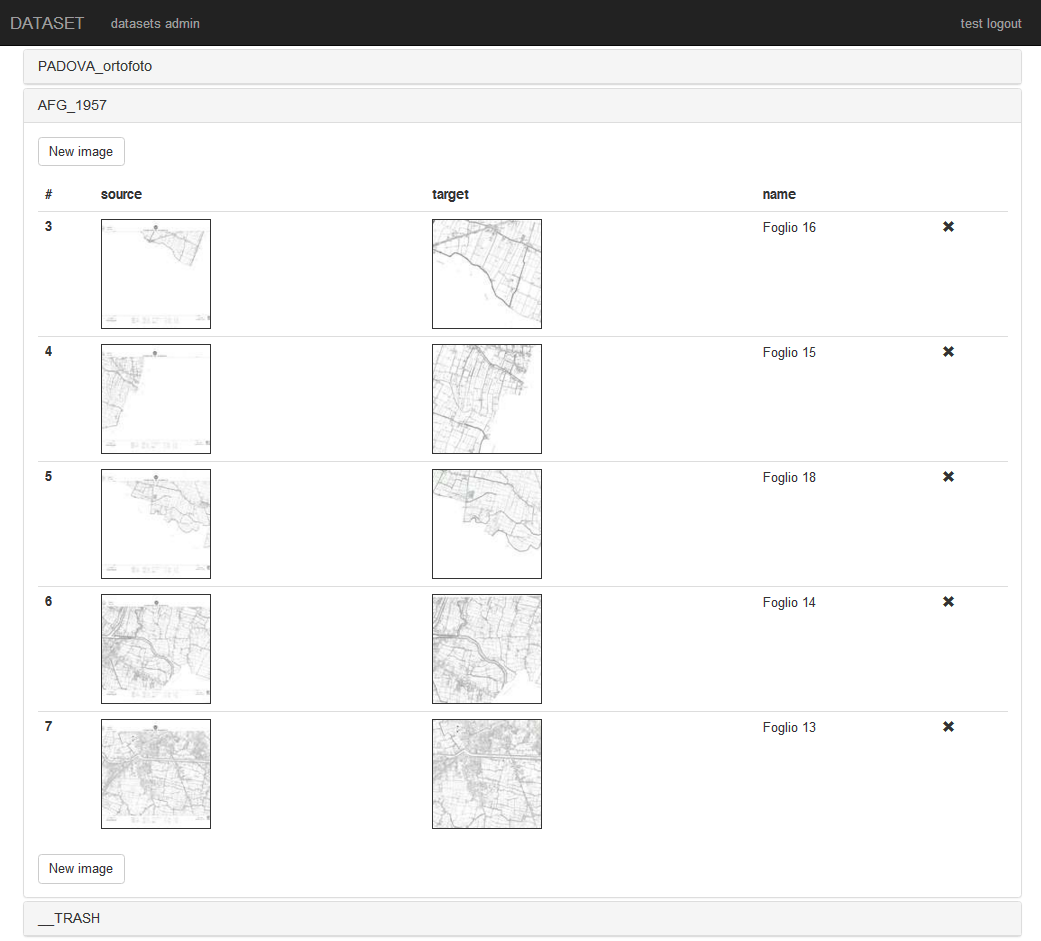 DATASET datasets admin test logout
PADOVA_ortofoto
AFG_1957
New image
# source target name
3 Foglio 16 ✖
4 Foglio 15 ✖
5 Foglio 18 ✖
6 Foglio 14 ✖
7 Foglio 13 ✖
New image
__TRASH